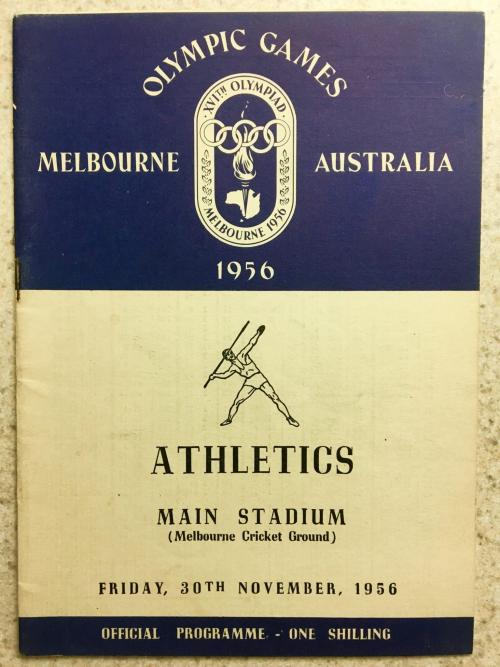 OLYMPIC GAMES
XVITH OLYMPIAD
MELBOURNE 1956
MELBOURNE AUSTRALIA
1956
ATHLETICS
MAIN STADIUM
(Melbourne Cricket Ground)
FRIDAY, 30TH NOVEMBER, 1956
OFFICIAL PROGRAMME - ONE SHILLING